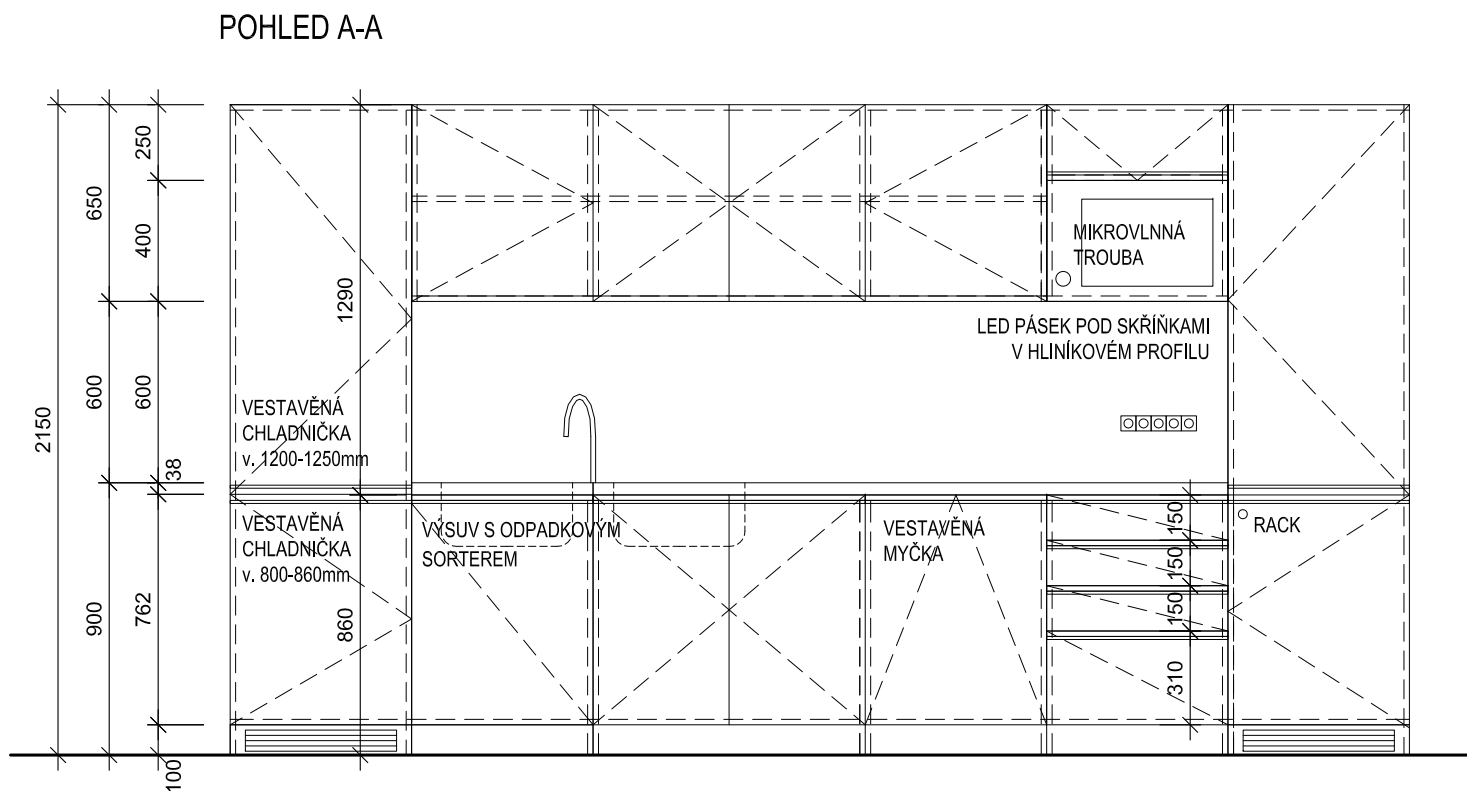 POHLED A-A
2150
650
600
900
250
400
600
38
762
100
1290
860
MIKROVLNNÁ
TROUBA
LED PÁSEK POD SKŘÍŇKAMI
V HLINÍKOVÉM PROFILU
VESTAVĚNÁ
CHLADNIČKA
v. 1200-1250mm
VESTAVĚNÁ
CHLADNIČKA
v. 800-860mm
VÝSUV S ODPADKOVÝM
SORTEREM
VESTAVĚNÁ
MYČKA
150
150
150
310
RACK